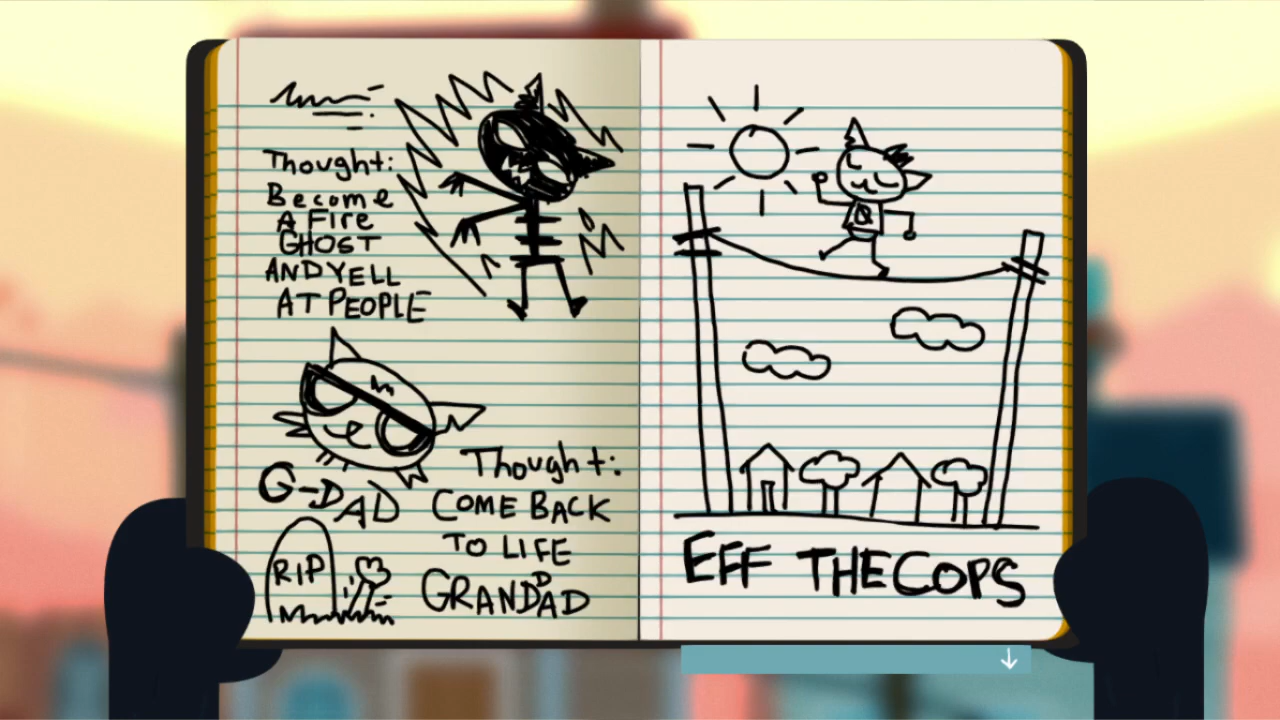 Thought:
Become
A Fire
GHOST
AND YELL
AT PEOPLE
G-DAD
RIP
Thought:
COME BACK
TO LIFE
GRANDDAD
EFF THE COPS